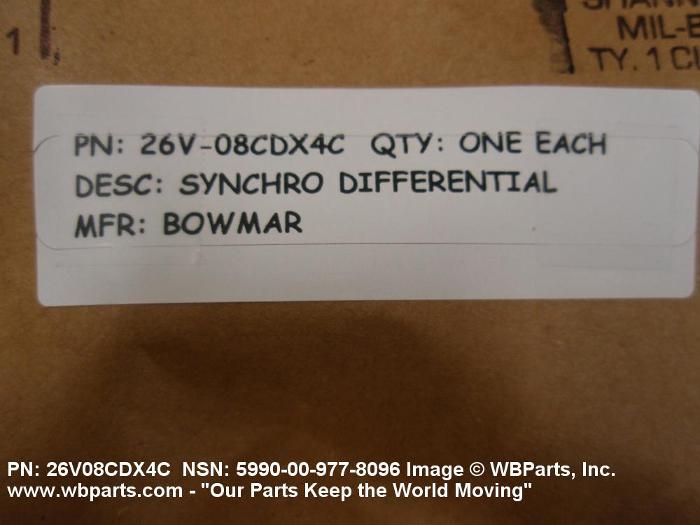 1
MIL-
TY. 1
PN: 26V-08CDX4C QTY: ONE EACH
DESC: SYNCHRO DIFFERENTIAL
MFR: BOWMAR
PN: 26V08CDX4C NSN: 5990-00-977-8096 Image © WBParts, Inc.
www.wbparts.com - "Our Parts Keep the World Moving"